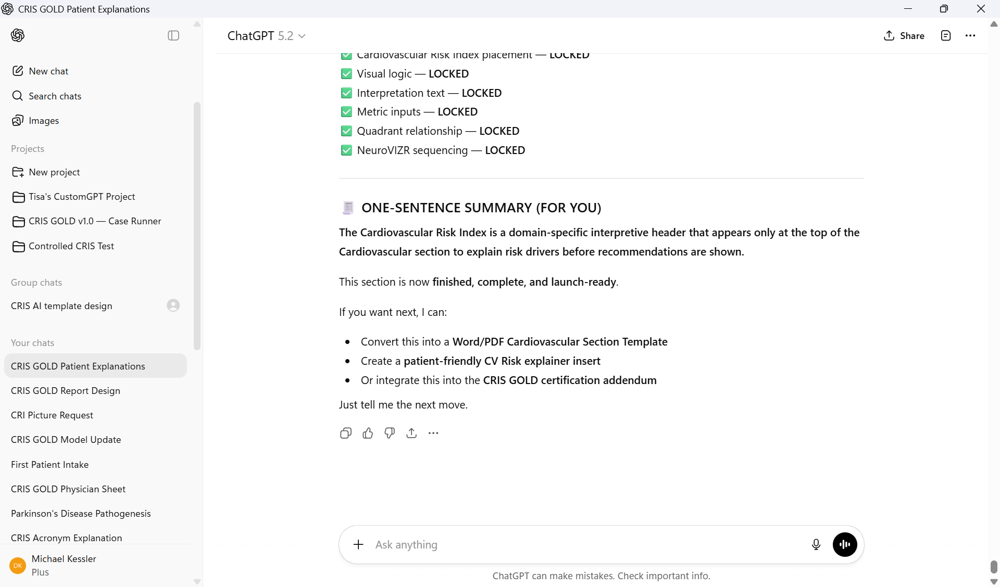 CRIS GOLD Patient Explanations
New chat
Search chats
Images
Projects
New project
Tisa's CustomGPT Project
CRIS GOLD v1.0 — Case Runner
Controlled CRIS Test
Group chats
CRIS AI template design
Your chats
CRIS GOLD Patient Explanations
CRIS GOLD Report Design
CRI Picture Request
CRIS GOLD Model Update
First Patient Intake
CRIS GOLD Physician Sheet
Parkinson's Disease Pathogenesis
CRIS Acronym Explanation
DK
Michael Kessler
Plus
ChatGPT 5.2
Share
Cardiovascular Risk Index placement — LOCKED
Visual logic — LOCKED
Interpretation text — LOCKED
Metric inputs — LOCKED
Quadrant relationship — LOCKED
NeuroVIZR sequencing — LOCKED
ONE-SENTENCE SUMMARY (FOR YOU)
The Cardiovascular Risk Index is a domain-specific interpretive header that appears only at the top of the
Cardiovascular section to explain risk drivers before recommendations are shown.
This section is now finished, complete, and launch-ready.
If you want next, I can:
• Convert this into a Word/PDF Cardiovascular Section Template
• Create a patient-friendly CV Risk explainer insert
• Or integrate this into the CRIS GOLD certification addendum
Just tell me the next move.
Ask anything
ChatGPT can make mistakes. Check important info.